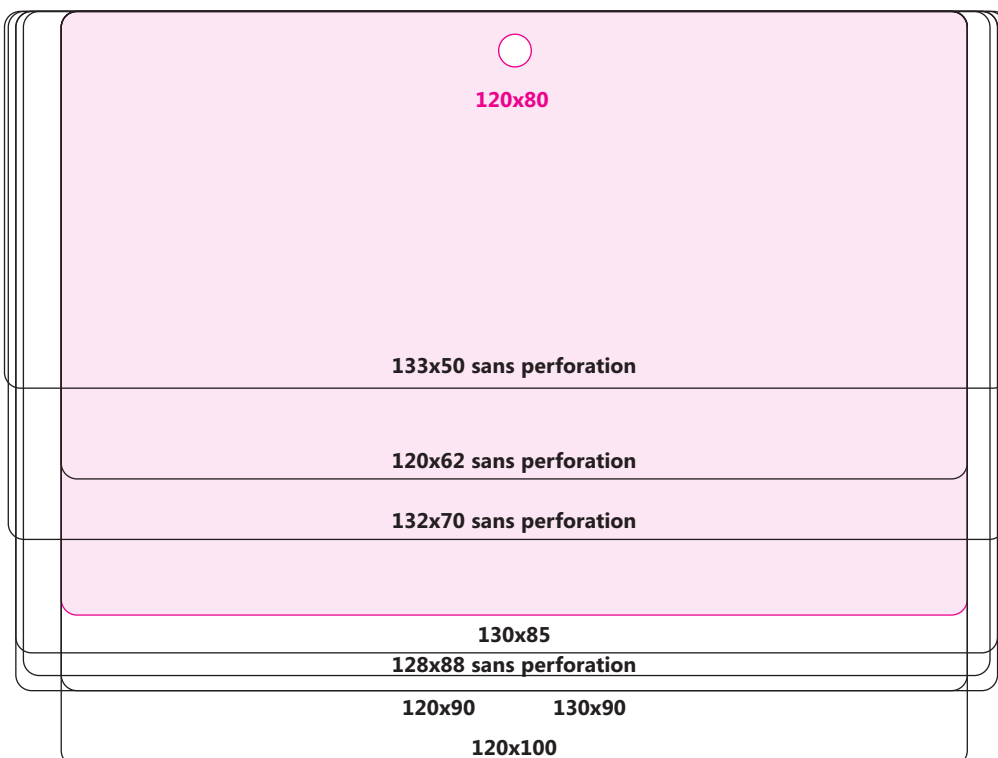 120x80
133x50 sans perforation
120x62 sans perforation
132x70 sans perforation
130x85
128x88 sans perforation
120x90 130x90
120x100